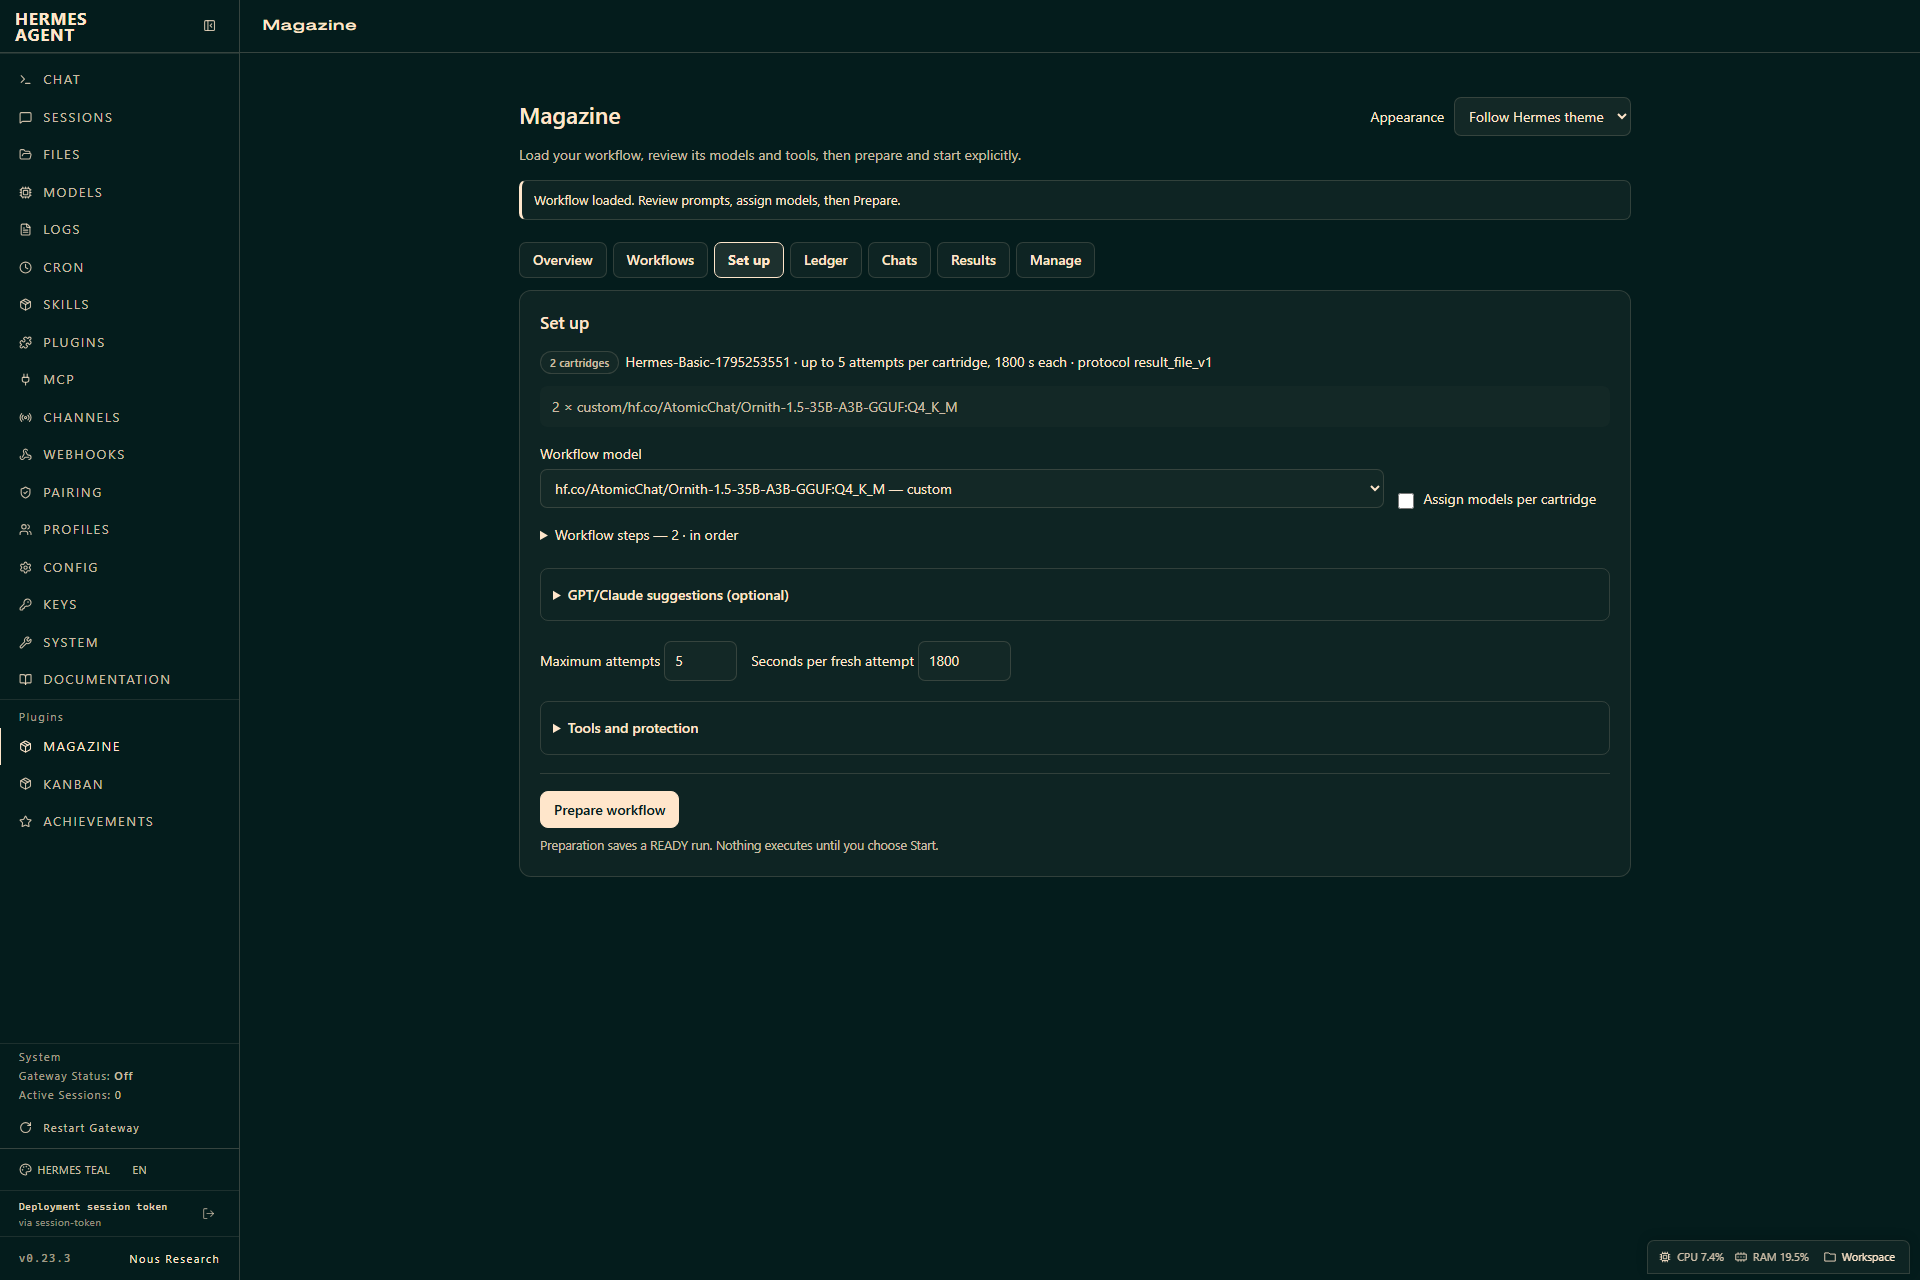 HERMES
AGENT
CHAT
SESSIONS
FILES
MODELS
LOGS
CRON
SKILLS
PLUGINS
MCP
CHANNELS
WEBHOOKS
PAIRING
PROFILES
CONFIG
KEYS
SYSTEM
DOCUMENTATION
Plugins
MAGAZINE
KANBAN
ACHIEVEMENTS
System
Gateway Status: Off
Active Sessions: 0
Restart Gateway
HERMES TEAL EN
Deployment session token
via session-token
v0.23.3 Nous Research
Magazine
Magazine
Appearance Follow Hermes theme
Load your workflow, review its models and tools, then prepare and start explicitly.
Workflow loaded. Review prompts, assign models, then Prepare.
Overview Workflows Set up Ledger Chats Results Manage
Set up
2 cartridges Hermes-Basic-1795253551 · up to 5 attempts per cartridge, 1800 s each · protocol result_file_v1
2 × custom/hf.co/AtomicChat/Ornith-1.5-35B-A3B-GGUF:Q4_K_M
Workflow model
hf.co/AtomicChat/Ornith-1.5-35B-A3B-GGUF:Q4_K_M — custom
Assign models per cartridge
Workflow steps — 2 · in order
GPT/Claude suggestions (optional)
Maximum attempts 5 Seconds per fresh attempt 1800
Tools and protection
Prepare workflow
Preparation saves a READY run. Nothing executes until you choose Start.
CPU 7.4% RAM 19.5% Workspace